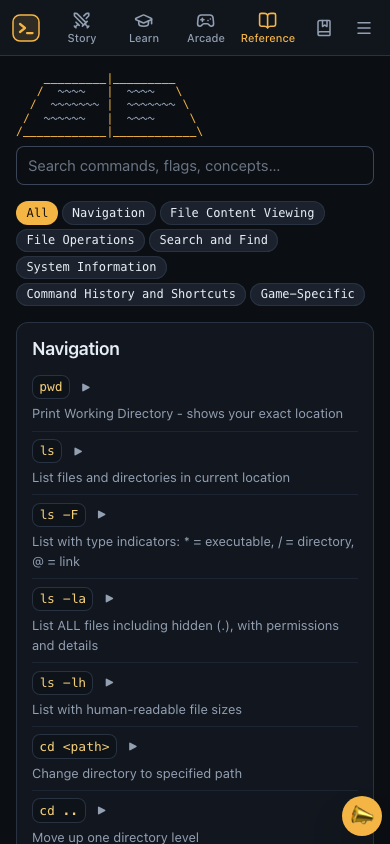 Story
Learn
Arcade
Reference
Search commands, flags, concepts...
All
Navigation
File Content Viewing
File Operations
Search and Find
System Information
Command History and Shortcuts
Game-Specific
Navigation
pwd
Print Working Directory - shows your exact location
ls
List files and directories in current location
ls -F
List with type indicators: * = executable, / = directory,
@ = link
ls -la
List ALL files including hidden (.), with permissions
and details
ls -lh
List with human-readable file sizes
cd <path>
Change directory to specified path
cd ..
Move up one directory level